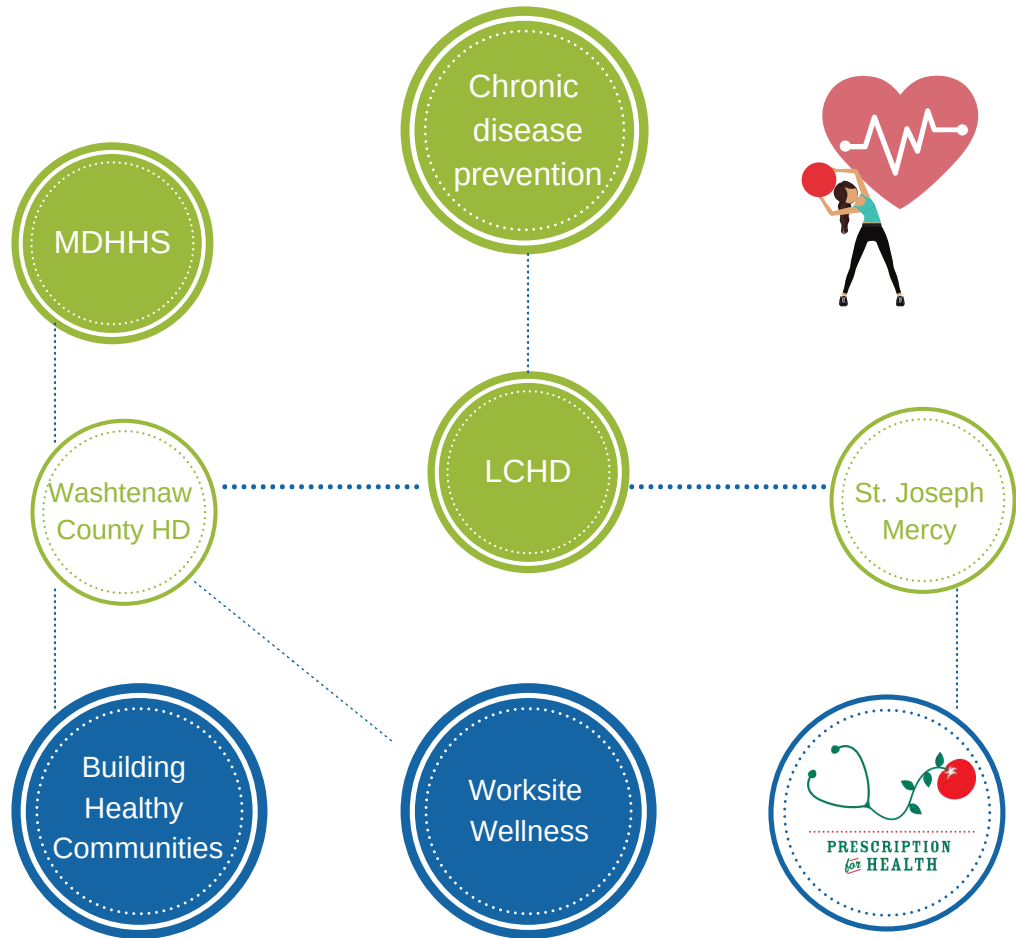 Chronic
disease
prevention
MDHHS
LCHD
Washtenaw
County HD
St. Joseph
Mercy
Building
Healthy
Communities
Worksite
Wellness
PRESCRIPTION
for HEALTH